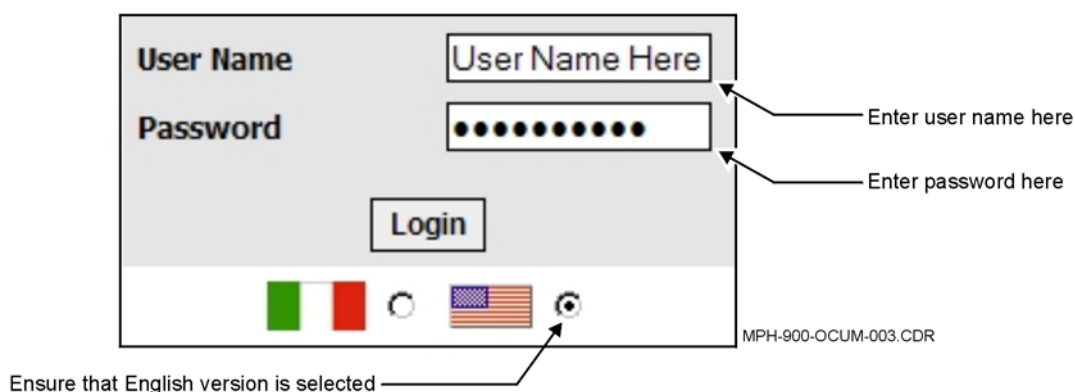 User Name
User Name Here
Enter user name here
Password
●●●●●●●●●●
Enter password here
Login
MPH-900-OCUM-003.CDR
Ensure that English version is selected